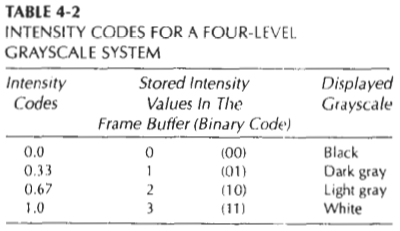 TABLE 4-2
INTENSITY CODES FOR A FOUR-LEVEL
GRAYSCALE SYSTEM
Intensity Stored Intensity Displayed
Codes Values In The Grayscale
Frame Buffer (Binary Code)
0.0 0 (00) Black
0.33 1 (01) Dark gray
0.67 2 (10) Light gray
1.0 3 (11) White